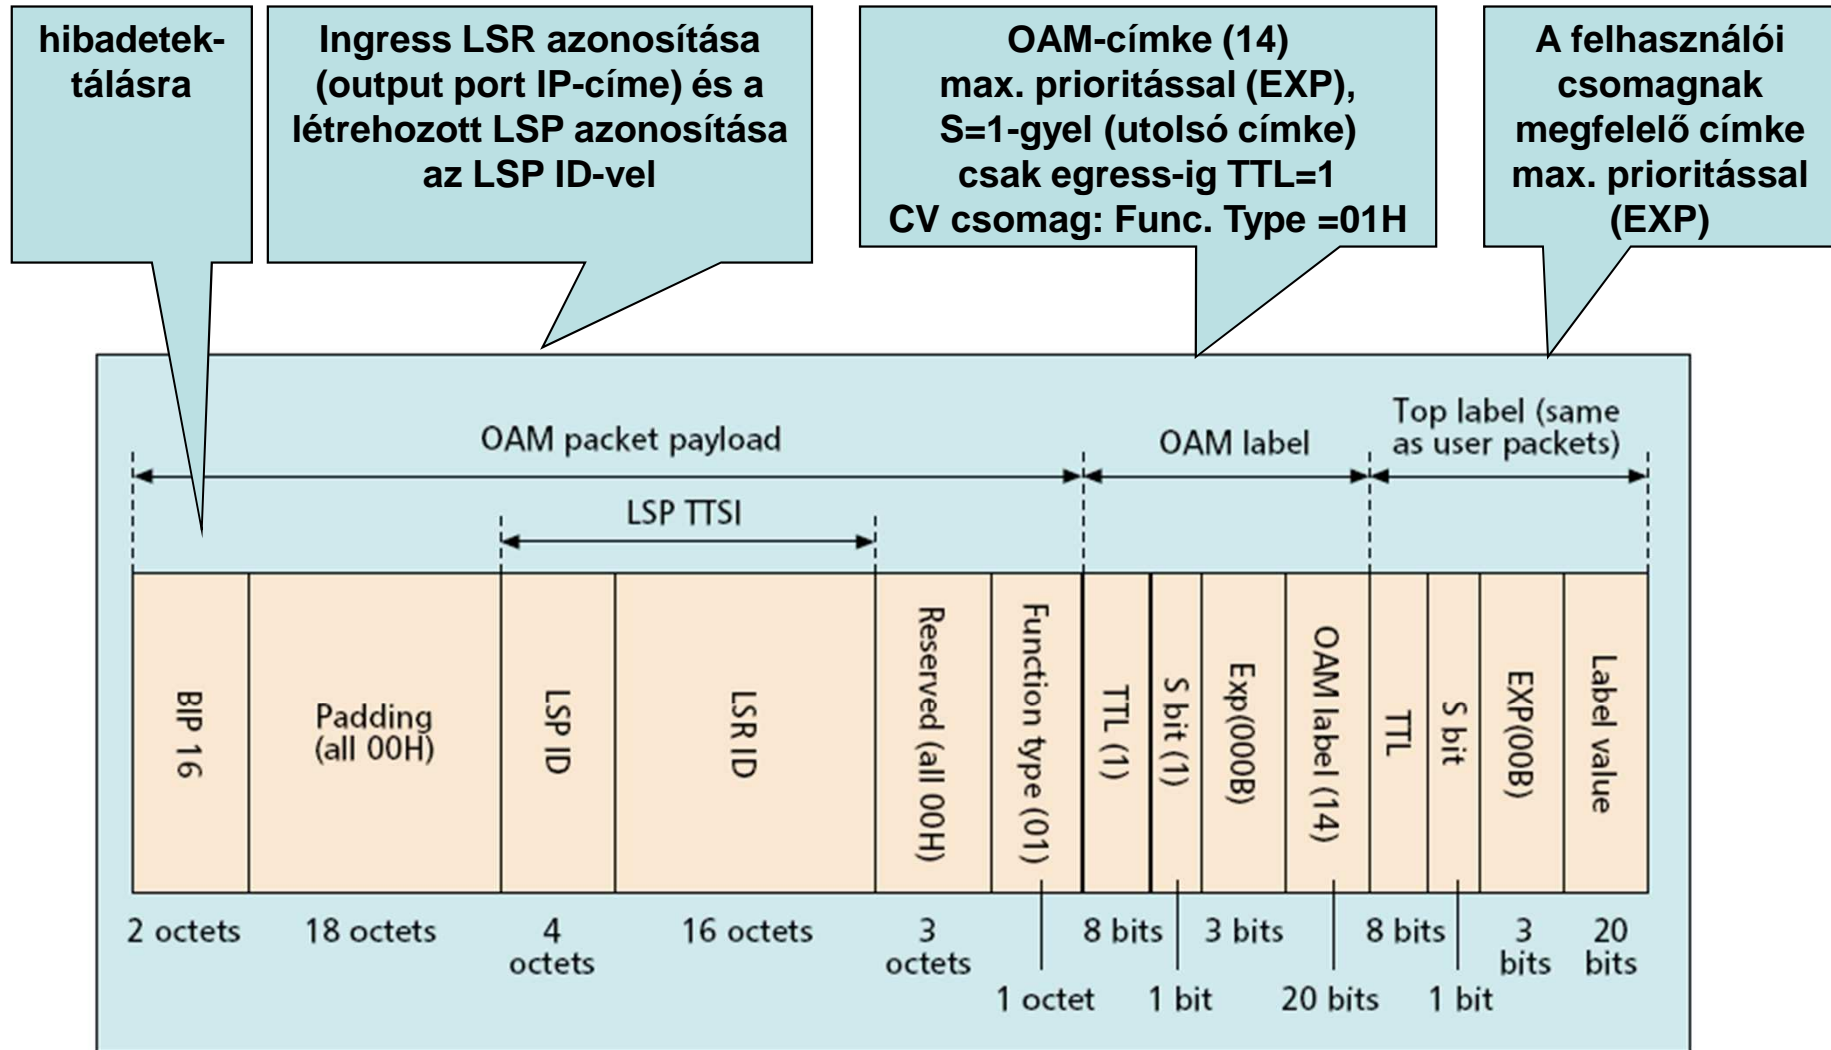 hibadetek-
tálásra
Ingress LSR azonosítása
(output port IP-címe) és a
létrehozott LSP azonosítása
az LSP ID-vel
OAM-címke (14)
max. prioritással (EXP),
S=1-gyel (utolsó címke)
csak egress-ig TTL=1
CV csomag: Func. Type =01H
A felhasználói
csomagnak
megfelelő címke
max. prioritással
(EXP)
OAM packet payload
OAM label
Top label (same
as user packets)
LSP TTSI
BIP 16
Padding
(all 00H)
LSP ID
LSR ID
Reserved (all 00H)
Function type (01)
TTL (1)
S bit (1)
Exp(000B)
OAM label (14)
TTL
S bit
EXP(00B)
Label value
2 octets
18 octets
4
octets
16 octets
3
octets
1 octet
8 bits
1 bit
3 bits
20 bits
8 bits
1 bit
3
bits
20
bits